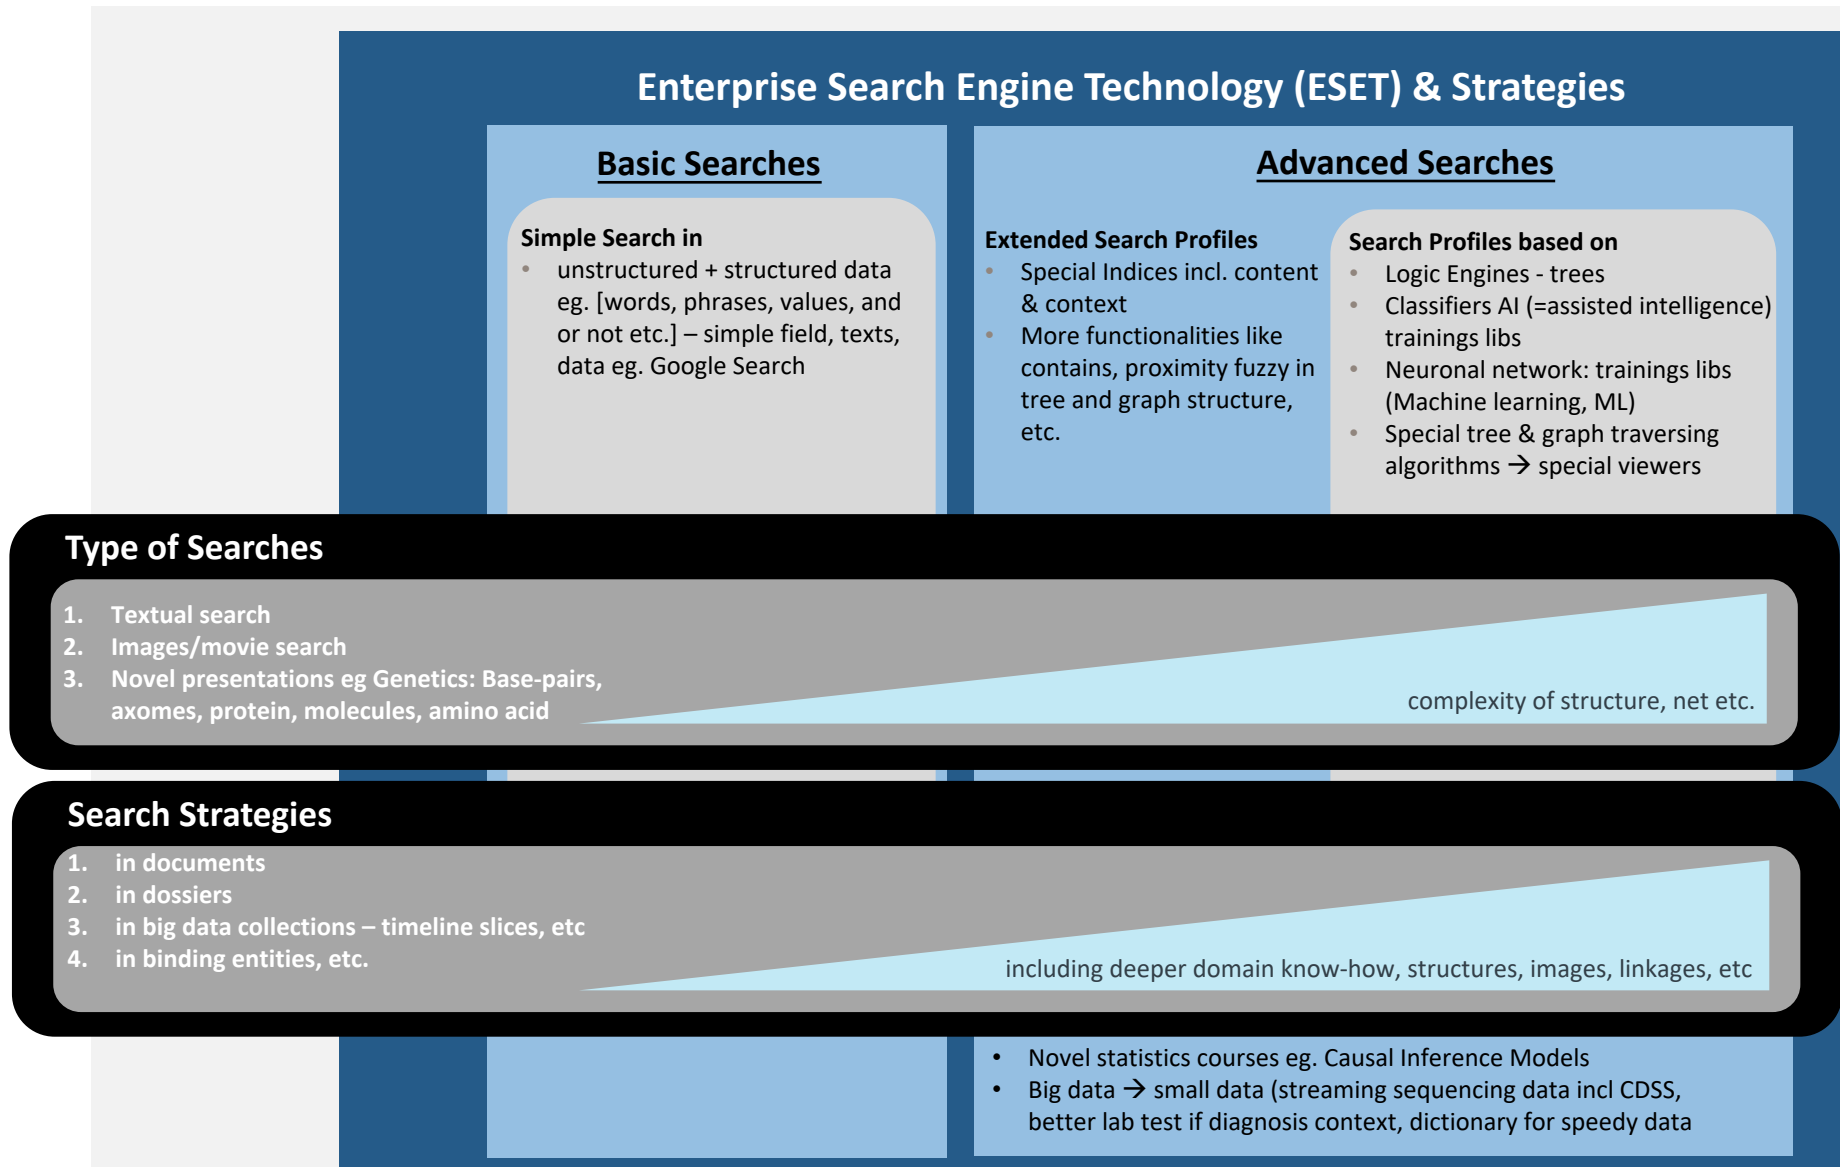 Enterprise Search Engine Technology (ESET) & Strategies
Basic Searches
Simple Search in
• unstructured + structured data
eg. [words, phrases, values, and
or not etc.] – simple field, texts,
data eg. Google Search
Advanced Searches
Extended Search Profiles
• Special Indices incl. content
& context
• More functionalities like
contains, proximity fuzzy in
tree and graph structure,
etc.
Search Profiles based on
• Logic Engines - trees
• Classifiers AI (=assisted intelligence)
trainings libs
• Neuronal network: trainings libs
(Machine learning, ML)
• Special tree & graph traversing
algorithms → special viewers
Type of Searches
1. Textual search
2. Images/movie search
3. Novel presentations eg Genetics: Base-pairs,
axomes, protein, molecules, amino acid
complexity of structure, net etc.
Search Strategies
1. in documents
2. in dossiers
3. in big data collections – timeline slices, etc
4. in binding entities, etc.
including deeper domain know-how, structures, images, linkages, etc
• Novel statistics courses eg. Causal Inference Models
• Big data → small data (streaming sequencing data incl CDSS,
better lab test if diagnosis context, dictionary for speedy data